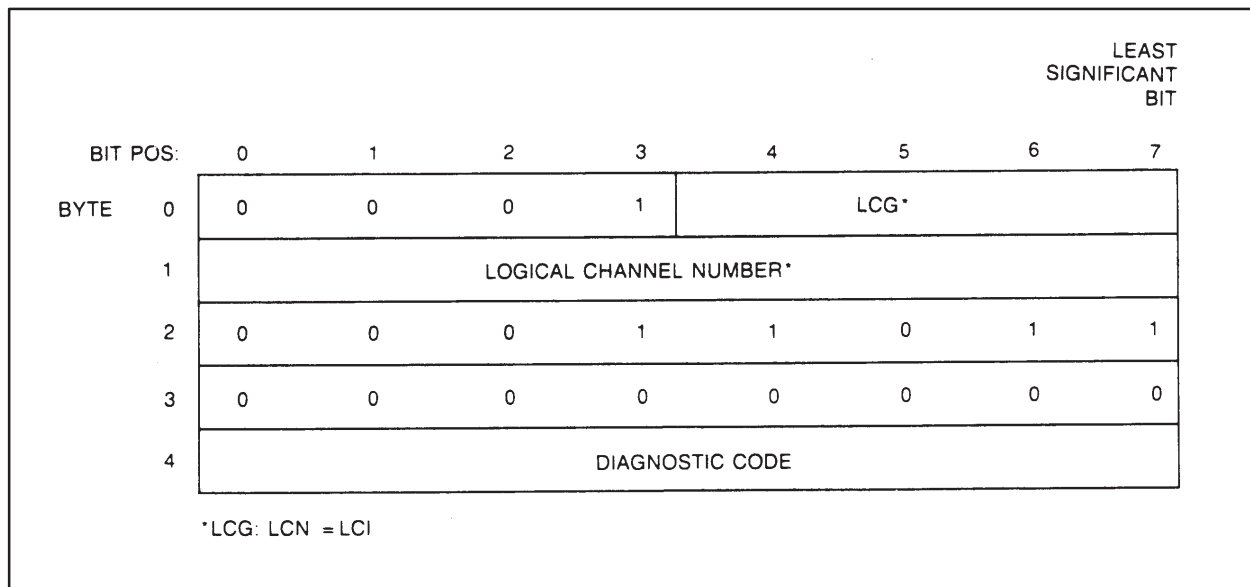 LEAST
SIGNIFICANT
BIT
BIT POS: 0 1 2 3 4 5 6 7
BYTE 0 0 0 0 1 LCG*
1 LOGICAL CHANNEL NUMBER*
2 0 0 0 1 1 0 1 1
3 0 0 0 0 0 0 0 0
4 DIAGNOSTIC CODE
*LCG: LCN = LCI